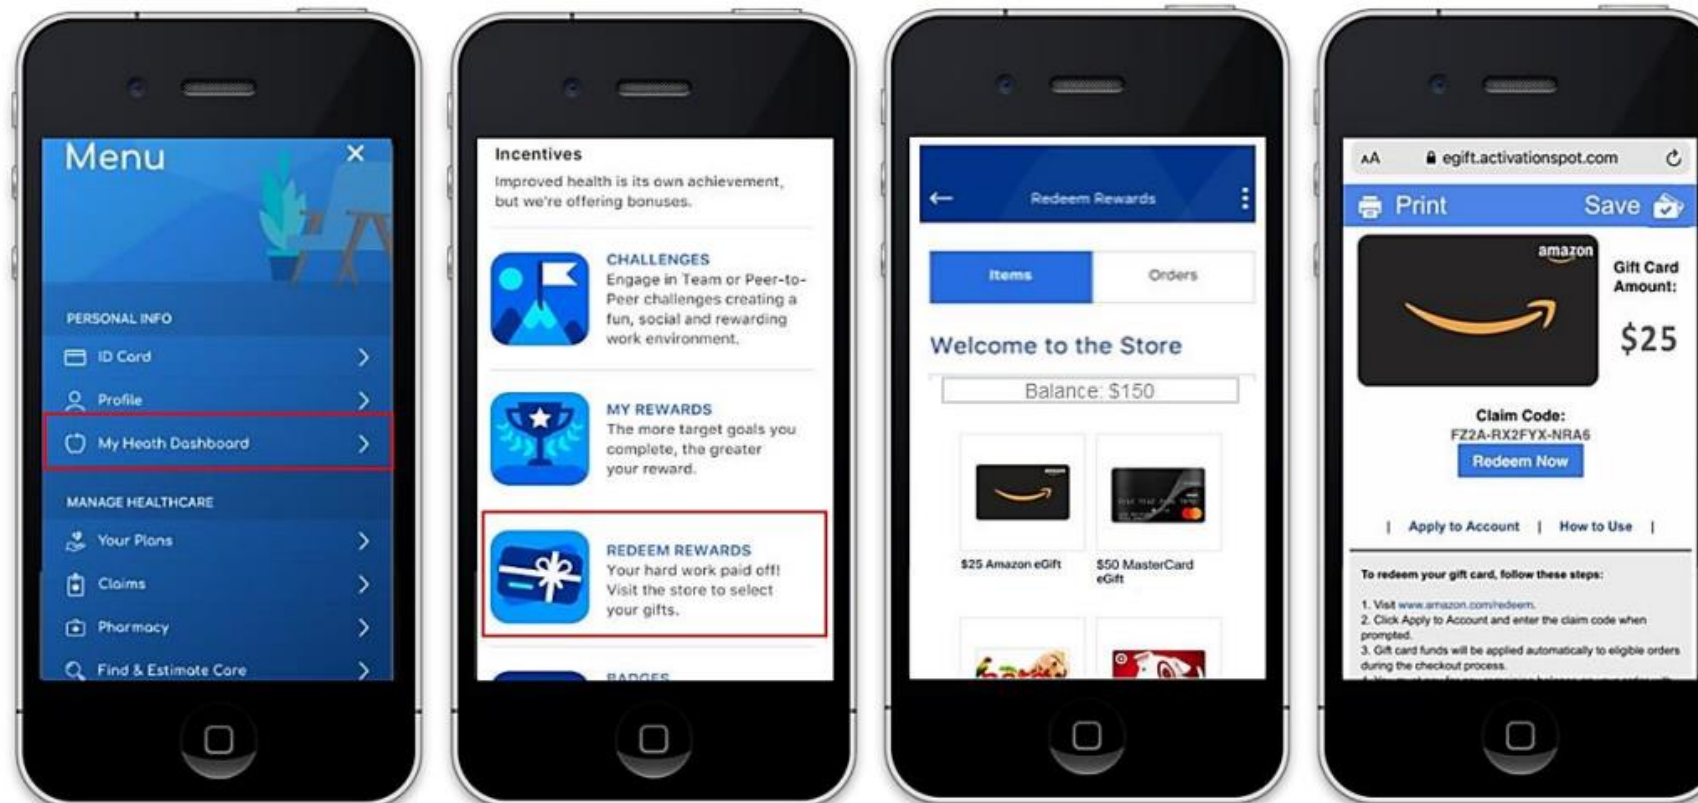 Menu
×
PERSONAL INFO
ID Card
Profile
My Heath Dashboard
MANAGE HEALTHCARE
Your Plans
Claims
Pharmacy
Find & Estimate Care
Incentives
Improved health is its own achievement,
but we're offering bonuses.
CHALLENGES
Engage in Team or Peer-to-
Peer challenges creating a
fun, social and rewarding
work environment.
MY REWARDS
The more target goals you
complete, the greater
your reward.
REDEEM REWARDS
Your hard work paid off!
Visit the store to select
your gifts.
BADGES
Redeem Rewards
Items
Orders
Welcome to the Store
Balance: $150
amazon
$25 Amazon eGift
$50 MasterCard
eGift
AA
egift.activationspot.com
Print
Save
amazon
Gift Card
Amount:
$25
Claim Code:
FZ2A-RX2FYX-NRA6
Redeem Now
| Apply to Account | How to Use |
To redeem your gift card, follow these steps:
1. Visit www.amazon.com/redeem.
2. Click Apply to Account and enter the claim code when
prompted.
3. Gift card funds will be applied automatically to eligible orders
during the checkout process.